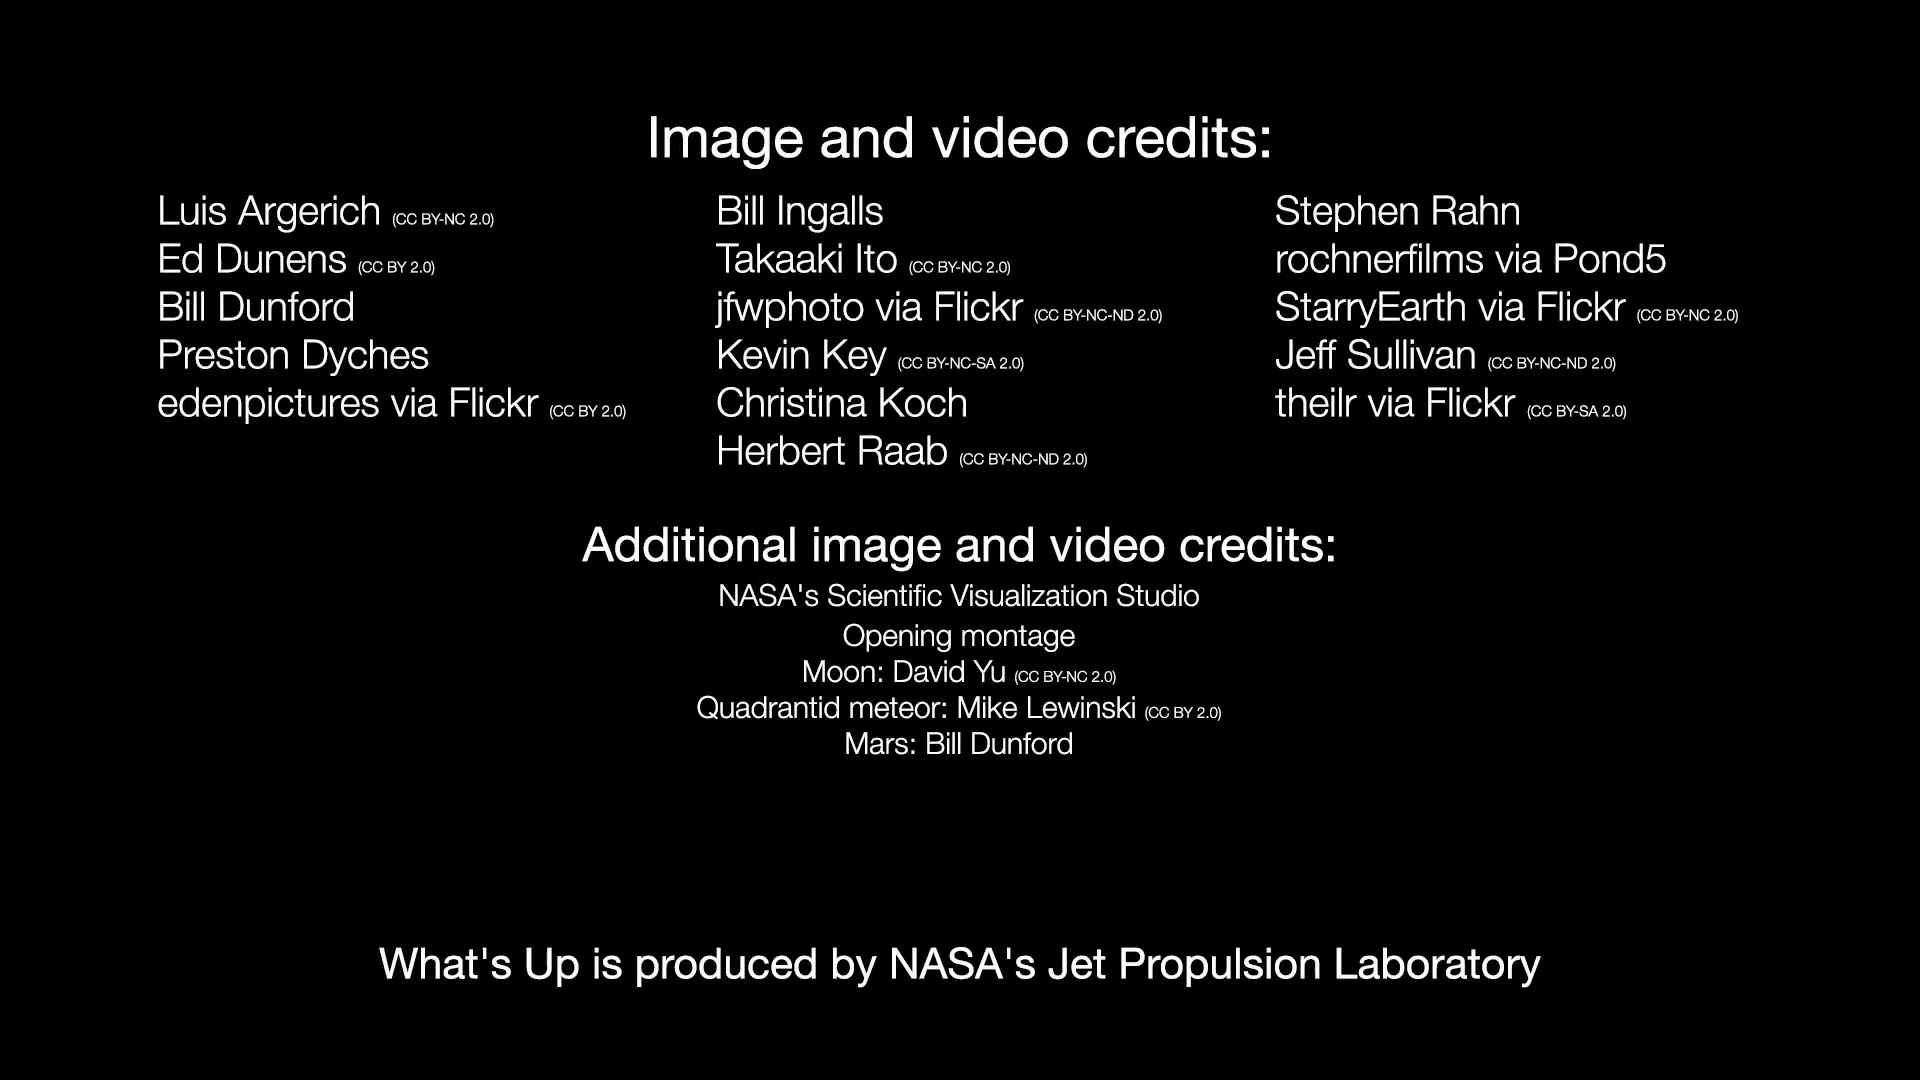 Image and video credits:
Luis Argerich (CC BY-NC 2.0)
Ed Dunens (CC BY 2.0)
Bill Dunford
Preston Dyches
edenpictures via Flickr (CC BY 2.0)
Bill Ingalls
Takaaki Ito (CC BY-NC 2.0)
jfwphoto via Flickr (CC BY-NC-ND 2.0)
Kevin Key (CC BY-NC-SA 2.0)
Christina Koch
Herbert Raab (CC BY-NC-ND 2.0)
Stephen Rahn
rochnerfilms via Pond5
StarryEarth via Flickr (CC BY-NC 2.0)
Jeff Sullivan (CC BY-NC-ND 2.0)
theilr via Flickr (CC BY-SA 2.0)
Additional image and video credits:
NASA's Scientific Visualization Studio
Opening montage
Moon: David Yu (CC BY-NC 2.0)
Quadrantid meteor: Mike Lewinski (CC BY 2.0)
Mars: Bill Dunford
What's Up is produced by NASA's Jet Propulsion Laboratory